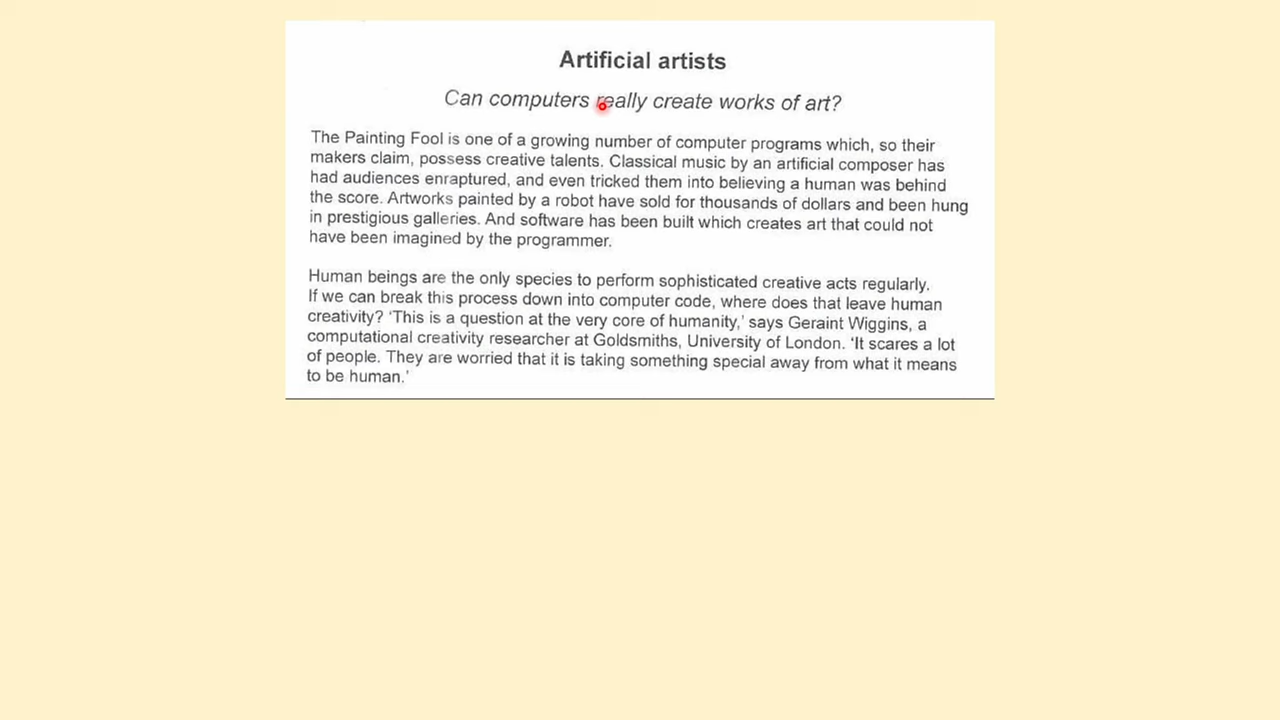 Artificial artists
Can computers really create works of art?
The Painting Fool is one of a growing number of computer programs which, so their
makers claim, possess creative talents. Classical music by an artificial composer has
had audiences enraptured, and even tricked them into believing a human was behind
the score. Artworks painted by a robot have sold for thousands of dollars and been hung
in prestigious galleries. And software has been built which creates art that could not
have been imagined by the programmer.
Human beings are the only species to perform sophisticated creative acts regularly.
If we can break this process down into computer code, where does that leave human
creativity? 'This is a question at the very core of humanity,' says Geraint Wiggins, a
computational creativity researcher at Goldsmiths, University of London. 'It scares a lot
of people. They are worried that it is taking something special away from what it means
to be human.'